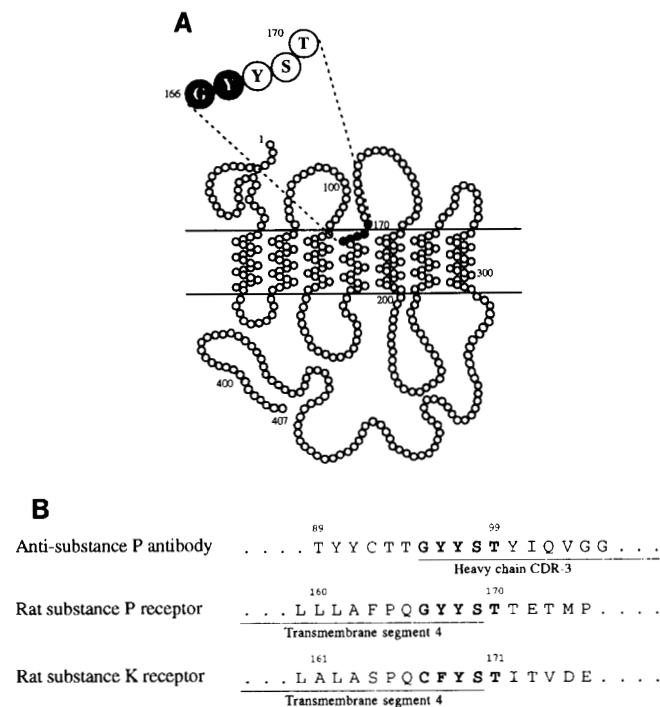 A
170
T
S
Y
Y
166 G
1
100
170
300
200
400
407
B
89 99
Anti-substance P antibody . . . . T Y Y C T T G Y Y S T Y I Q V G G . . .
Heavy chain CDR-3
160 170
Rat substance P receptor . . . L L L A F P Q G Y Y S T T E T M P . . . .
Transmembrane segment 4
161 171
Rat substance K receptor . . . . L A L A S P Q C F Y S T I T V D E . . . .
Transmembrane segment 4